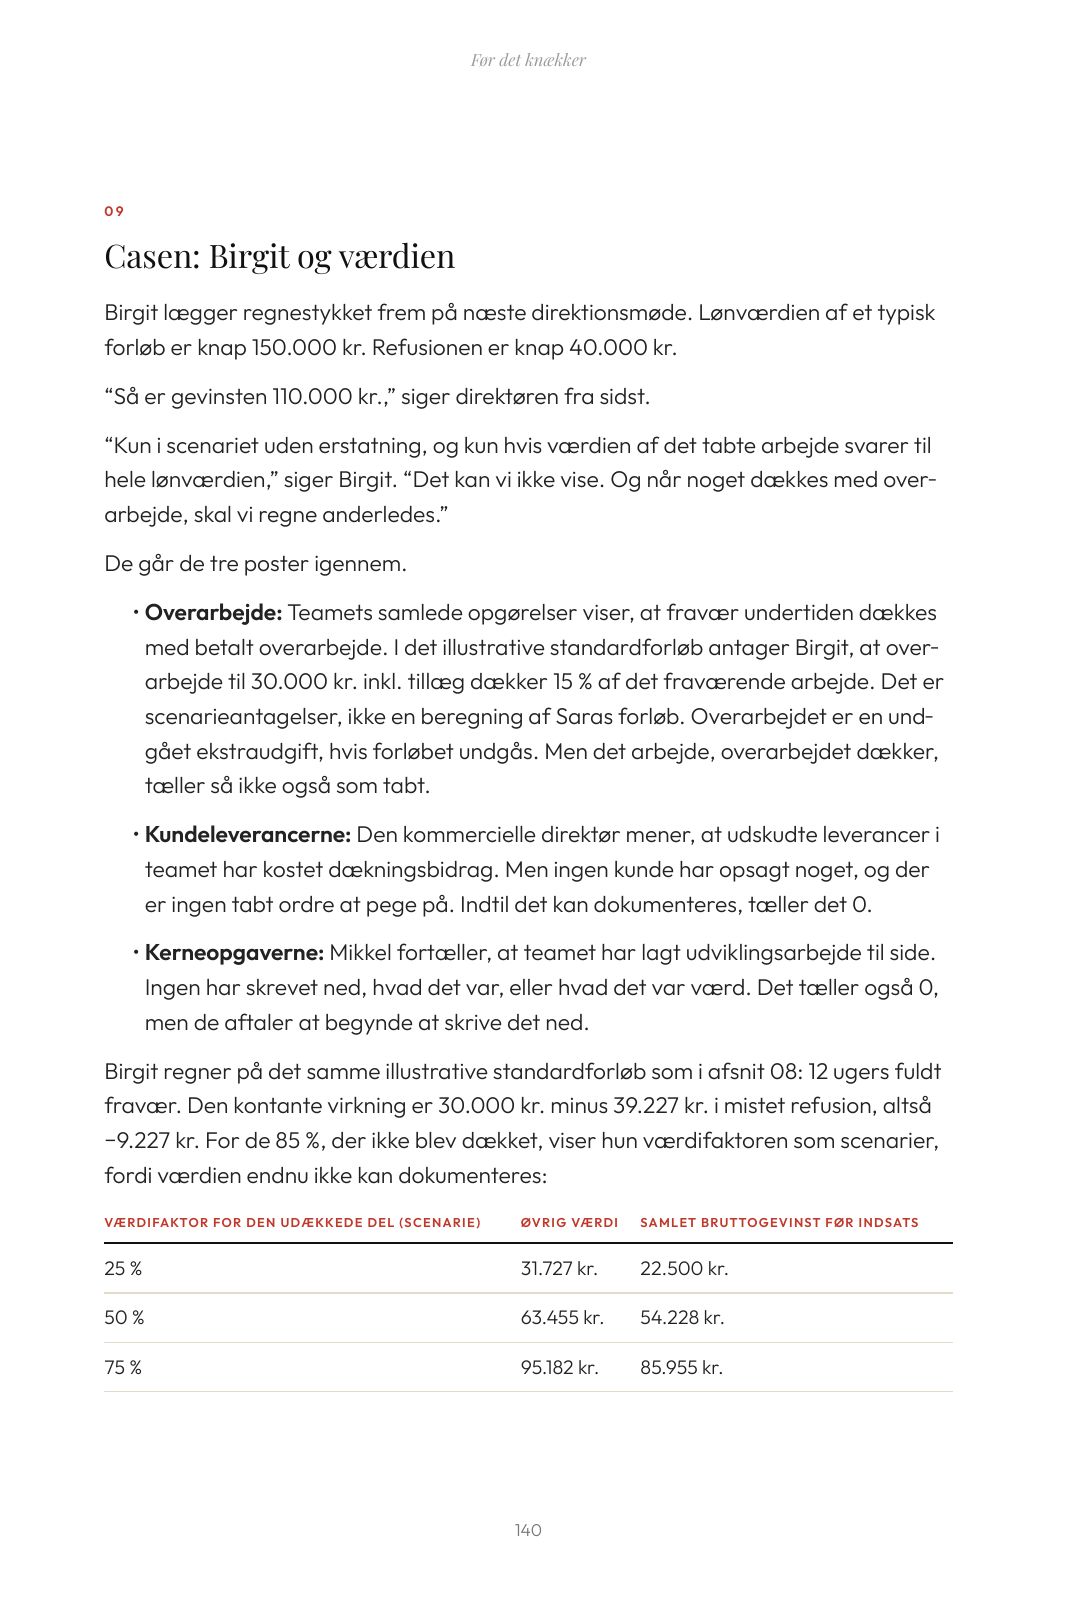 Før det knækker
09
Casen: Birgit og værdien
Birgit lægger regnestykket frem på næste direktionsmøde. Lønværdien af et typisk
forløb er knap 150.000 kr. Refusionen er knap 40.000 kr.
“Så er gevinsten 110.000 kr.,” siger direktøren fra sidst.
“Kun i scenariet uden erstatning, og kun hvis værdien af det tabte arbejde svarer til
hele lønværdien,” siger Birgit. “Det kan vi ikke vise. Og når noget dækkes med over-
arbejde, skal vi regne anderledes.”
De går de tre poster igennem.
• Overarbejde: Teamets samlede opgørelser viser, at fravær undertiden dækkes
med betalt overarbejde. I det illustrative standardforløb antager Birgit, at over-
arbejde til 30.000 kr. inkl. tillæg dækker 15 % af det fraværende arbejde. Det er
scenarieantagelser, ikke en beregning af Saras forløb. Overarbejdet er en und-
gået ekstraudgift, hvis forløbet undgås. Men det arbejde, overarbejdet dækker,
tæller så ikke også som tabt.
• Kundeleverancerne: Den kommercielle direktør mener, at udskudte leverancer i
teamet har kostet dækningsbidrag. Men ingen kunde har opsagt noget, og der
er ingen tabt ordre at pege på. Indtil det kan dokumenteres, tæller det 0.
• Kerneopgaverne: Mikkel fortæller, at teamet har lagt udviklingsarbejde til side.
Ingen har skrevet ned, hvad det var, eller hvad det var værd. Det tæller også 0,
men de aftaler at begynde at skrive det ned.
Birgit regner på det samme illustrative standardforløb som i afsnit 08: 12 ugers fuldt
fravær. Den kontante virkning er 30.000 kr. minus 39.227 kr. i mistet refusion, altså
−9.227 kr. For de 85 %, der ikke blev dækket, viser hun værdifaktoren som scenarier,
fordi værdien endnu ikke kan dokumenteres:
VÆRDIFAKTOR FOR DEN UDÆKKEDE DEL (SCENARIE) ØVRIG VÆRDI SAMLET BRUTTOGEVINST FØR INDSATS
25 % 31.727 kr. 22.500 kr.
50 % 63.455 kr. 54.228 kr.
75 % 95.182 kr. 85.955 kr.
140